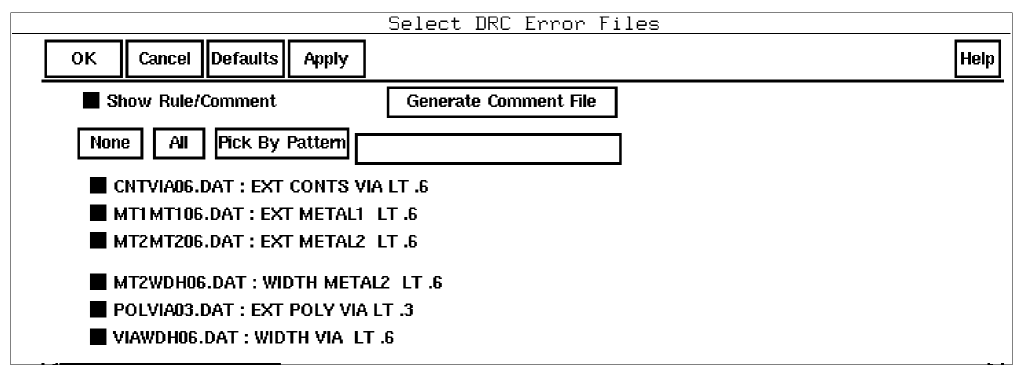 Select DRC Error Files
OK Cancel Defaults Apply Help
Show Rule/Comment Generate Comment File
None All Pick By Pattern
CNTVIA06.DAT : EXT CONTS VIA LT .6
MT1MT106.DAT : EXT METAL1 LT .6
MT2MT206.DAT : EXT METAL2 LT .6
MT2WDH06.DAT : WIDTH METAL2 LT .6
POLVIA03.DAT : EXT POLY VIA LT .3
VIAWDH06.DAT : WIDTH VIA LT .6